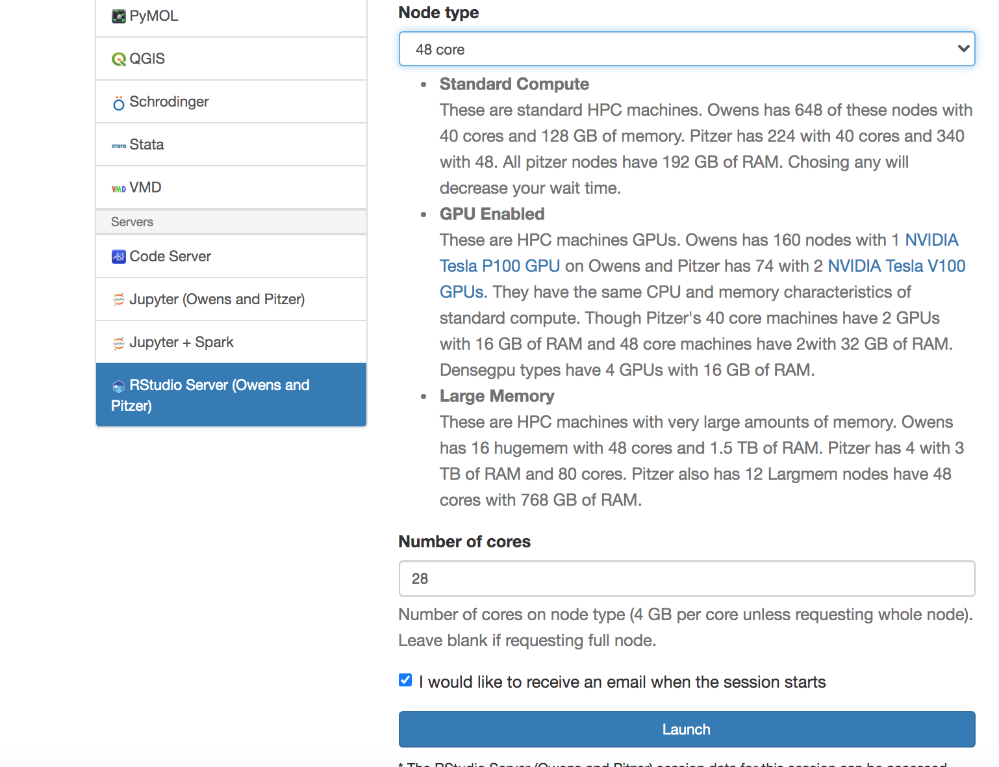 PyMOL
QGIS
Schrodinger
STATA Stata
VMD VMD
Servers
Code Server
Jupyter (Owens and Pitzer)
Jupyter + Spark
RStudio Server (Owens and
Pitzer)
Node type
48 core
Standard Compute
These are standard HPC machines. Owens has 648 of these nodes with
40 cores and 128 GB of memory. Pitzer has 224 with 40 cores and 340
with 48. All pitzer nodes have 192 GB of RAM. Chosing any will
decrease your wait time.
GPU Enabled
These are HPC machines GPUs. Owens has 160 nodes with 1 NVIDIA
Tesla P100 GPU on Owens and Pitzer has 74 with 2 NVIDIA Tesla V100
GPUs. They have the same CPU and memory characteristics of
standard compute. Though Pitzer's 40 core machines have 2 GPUs
with 16 GB of RAM and 48 core machines have 2with 32 GB of RAM.
Densegpu types have 4 GPUs with 16 GB of RAM.
Large Memory
These are HPC machines with very large amounts of memory. Owens
has 16 hugemem with 48 cores and 1.5 TB of RAM. Pitzer has 4 with 3
TB of RAM and 80 cores. Pitzer also has 12 Largmem nodes have 48
cores with 768 GB of RAM.
Number of cores
28
Number of cores on node type (4 GB per core unless requesting whole node).
Leave blank if requesting full node.
I would like to receive an email when the session starts
Launch
* The RStudio Server (Owens and Pitzer) session data for this session can be accessed